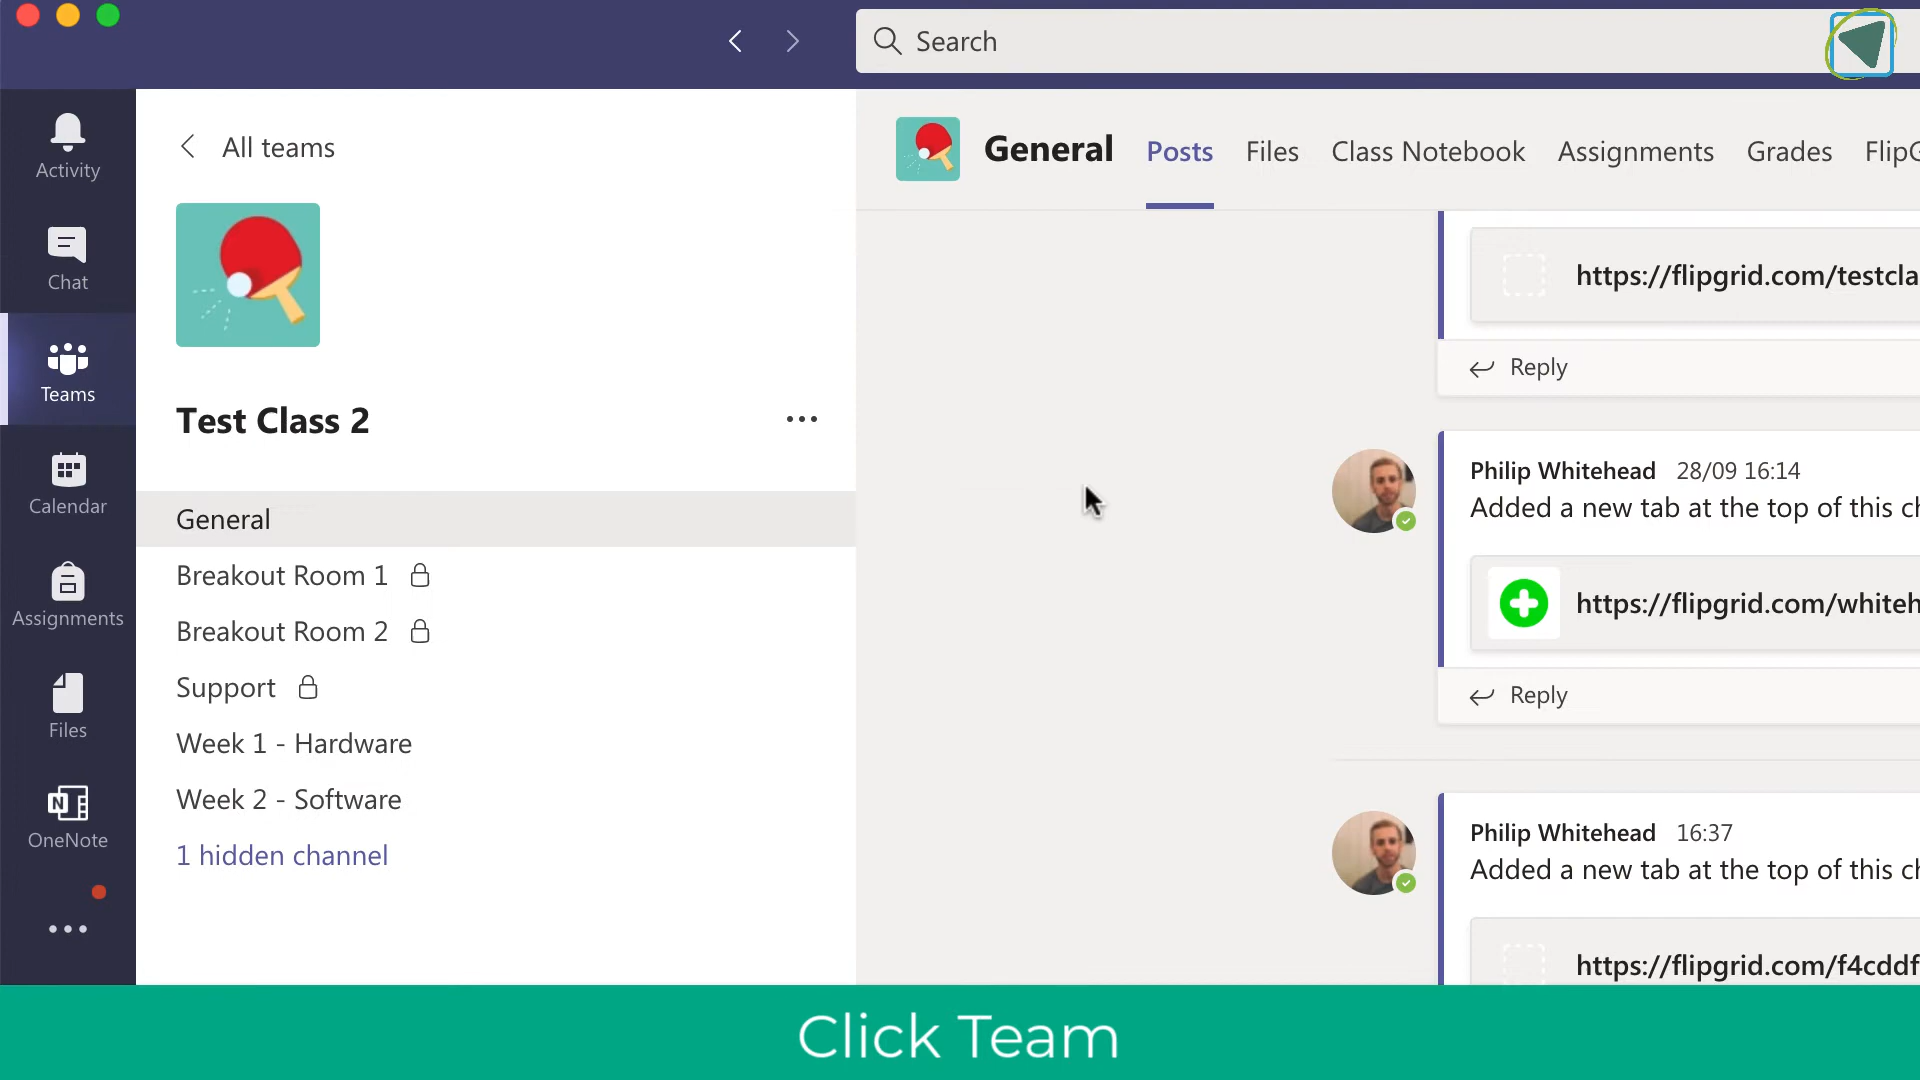 Search
Activity
Chat
Teams
Calendar
Assignments
Files
OneNote
All teams
Test Class 2
General
Breakout Room 1
Breakout Room 2
Support
Week 1 - Hardware
Week 2 - Software
1 hidden channel
General Posts Files Class Notebook Assignments Grades FlipG
https://flipgrid.com/testcla
Reply
Philip Whitehead 28/09 16:14
Added a new tab at the top of this ch
https://flipgrid.com/whiteh
Reply
Philip Whitehead 16:37
Added a new tab at the top of this ch
https://flipgrid.com/f4cddf
Click Team